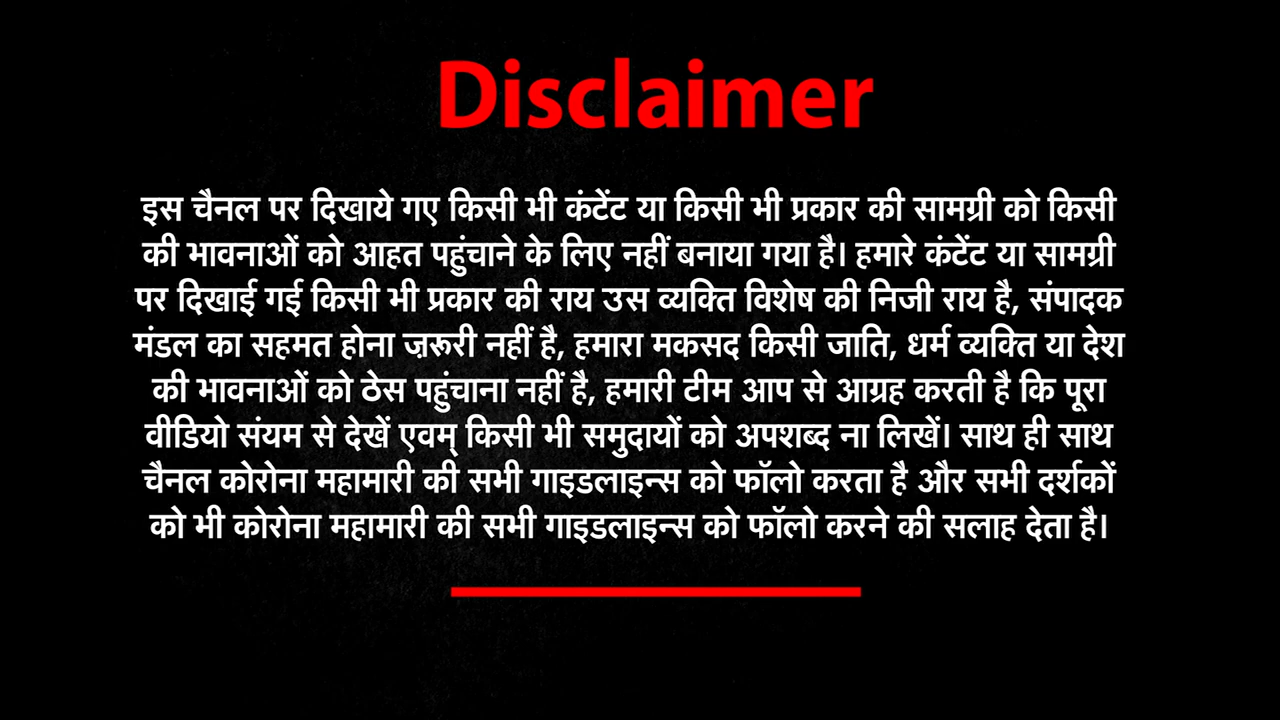 Disclaimer
इस चैनल पर दिखाये गए किसी भी कंटेंट या किसी भी प्रकार की सामग्री को किसी
की भावनाओं को आहत पहुंचाने के लिए नहीं बनाया गया है। हमारे कंटेंट या सामग्री
पर दिखाई गई किसी भी प्रकार की राय उस व्यक्ति विशेष की निजी राय है, संपादक
मंडल का सहमत होना ज़रूरी नहीं है, हमारा मकसद किसी जाति, धर्म व्यक्ति या देश
की भावनाओं को ठेस पहुंचाना नहीं है, हमारी टीम आप से आग्रह करती है कि पूरा
वीडियो संयम से देखें एवम् किसी भी समुदायों को अपशब्द ना लिखें। साथ ही साथ
चैनल कोरोना महामारी की सभी गाइडलाइन्स को फॉलो करता है और सभी दर्शकों
को भी कोरोना महामारी की सभी गाइडलाइन्स को फॉलो करने की सलाह देता है।